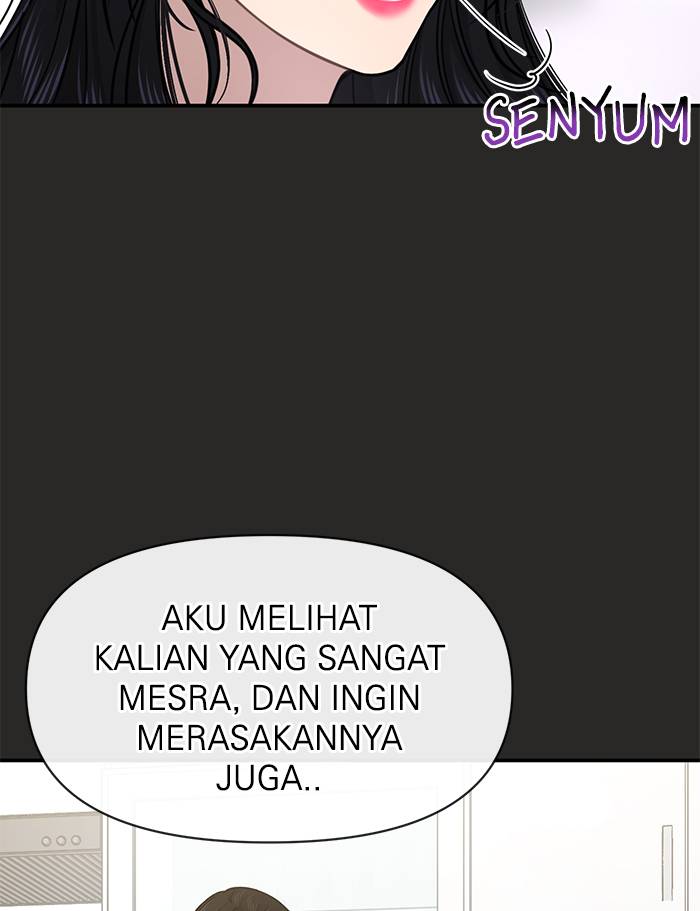 SENYUM
AKU MELIHAT
KALIAN YANG SANGAT
MESRA, DAN INGIN
MERASAKANNYA
JUGA..